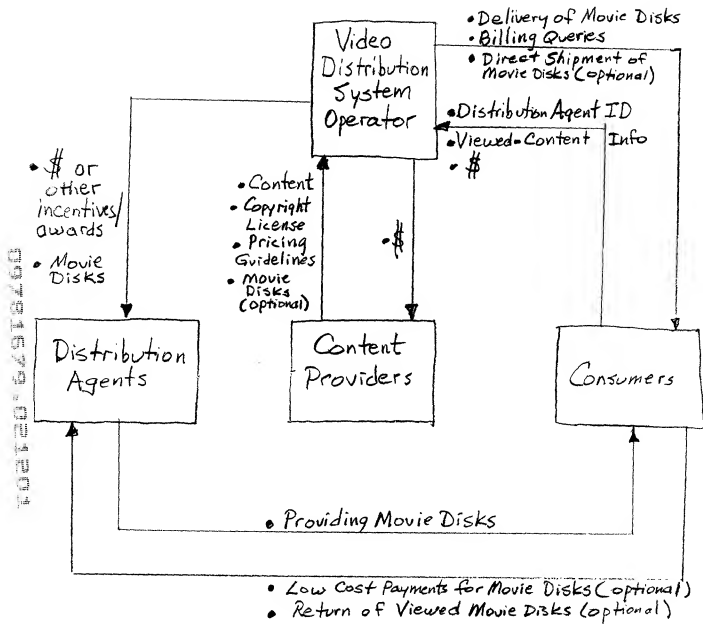 Video
Distribution
System
Operator
• Delivery of Movie Disks
• Billing Queries
• Direct Shipment of
Movie Disks (optional)
• Distribution Agent ID
• Viewed-Content Info
• $
• $ or
other
incentives/
awards
• Movie
Disks
• Content
• Copyright
License
• Pricing
Guidelines
• Movie
Disks
(optional)
• $
Distribution
Agents
Content
Providers
Consumers
• Providing Movie Disks
• Low Cost Payments for Movie Disks (optional)
• Return of Viewed Movie Disks (optional)
09781679.021201